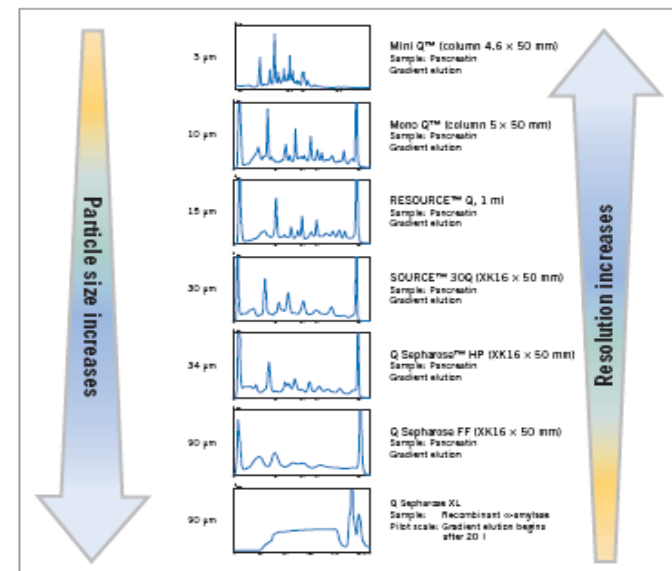 Particle size increases
3 µm
Mini Q™ (column 4.6 × 50 mm)
Sample: Pancreatin
Gradient elution
10 µm
Mono Q™ (column 5 × 50 mm)
Sample: Pancreatin
Gradient elution
15 µm
RESOURCE™ Q, 1 ml
Sample: Pancreatin
Gradient elution
30 µm
SOURCE™ 30Q (XK16 × 50 mm)
Sample: Pancreatin
Gradient elution
34 µm
Q Sepharose™ HP (XK16 × 50 mm)
Sample: Pancreatin
Gradient elution
90 µm
Q Sepharose FF (XK16 × 50 mm)
Sample: Pancreatin
Gradient elution
90 µm
Q Sepharose XL
Sample: Recombinant α-amylase
Pilot scale: Gradient elution begins
after 20 l
Resolution increases